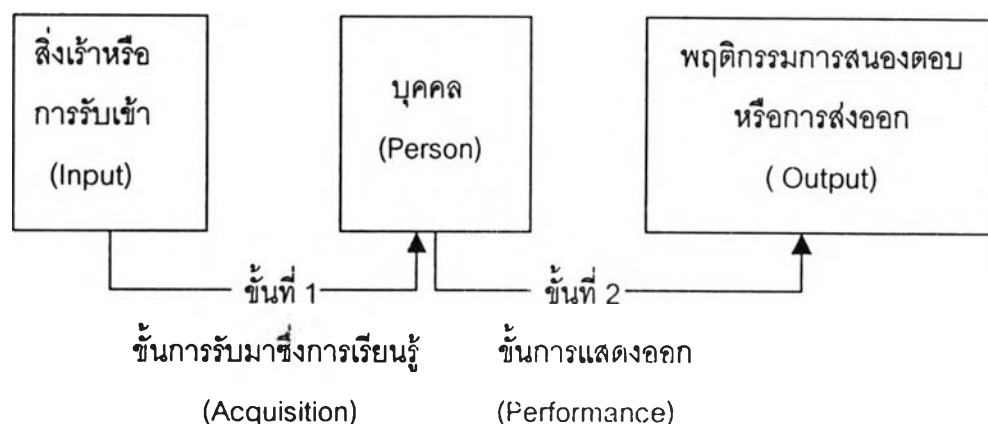 สิ่งเร้าหรือ
การรับเข้า
(Input)
บุคคล
(Person)
พฤติกรรมการสนองตอบ
หรือการส่งออก
( Output)
ขั้นที่ 1
ขั้นที่ 2
ขั้นการรับมาซึ่งการเรียนรู้
(Acquisition)
ขั้นการแสดงออก
(Performance)